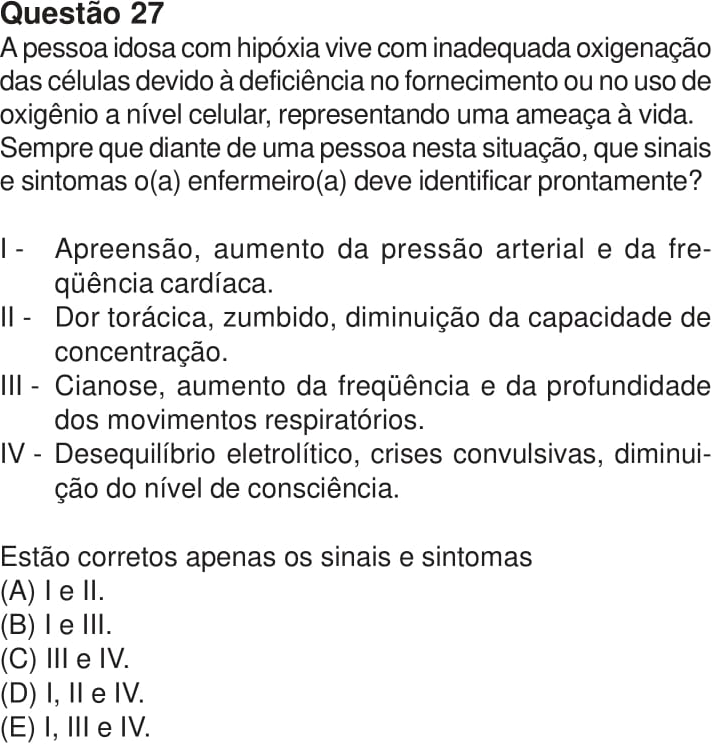 Questão 27
A pessoa idosa com hipóxia vive com inadequada oxigenação
das células devido à deficiência no fornecimento ou no uso de
oxigênio a nível celular, representando uma ameaça à vida.
Sempre que diante de uma pessoa nesta situação, que sinais
e sintomas o(a) enfermeiro(a) deve identificar prontamente?
I - Apreensão, aumento da pressão arterial e da fre-
qüência cardíaca.
II - Dor torácica, zumbido, diminuição da capacidade de
concentração.
III - Cianose, aumento da freqüência e da profundidade
dos movimentos respiratórios.
IV - Desequilíbrio eletrolítico, crises convulsivas, diminui-
ção do nível de consciência.
Estão corretos apenas os sinais e sintomas
(A) I e II.
(B) I e III.
(C) III e IV.
(D) I, II e IV.
(E) I, III e IV.